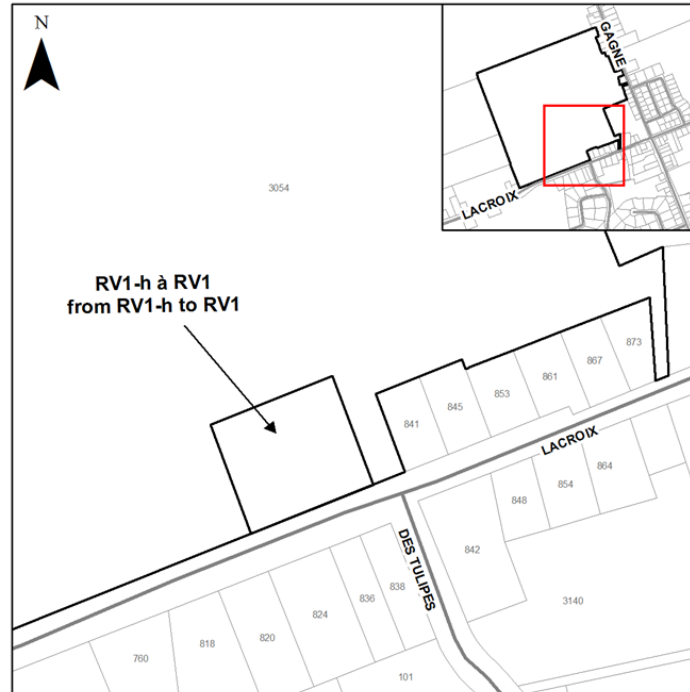 N
GAGNE
LACROIX
3054
RV1-h à RV1
from RV1-h to RV1
873
867
861
853
845
841
LACROIX
864
854
848
842
DES TULIPES
838
836
824
820
818
760
3140
101